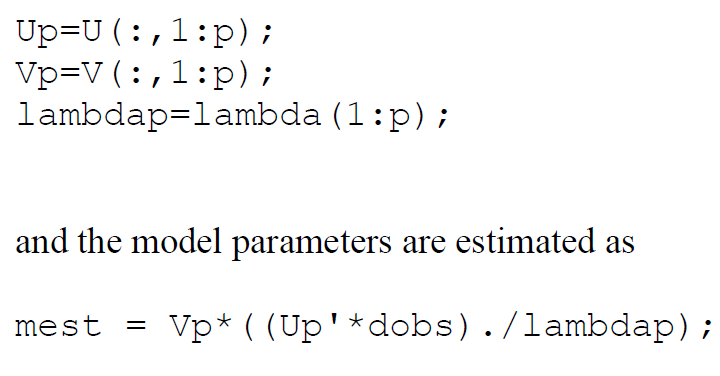 Up=U(:,1:p);
Vp=V(:,1:p);
lambdap=lambda(1:p);
and the model parameters are estimated as
mest = Vp*((Up'*dobs)./lambdap);